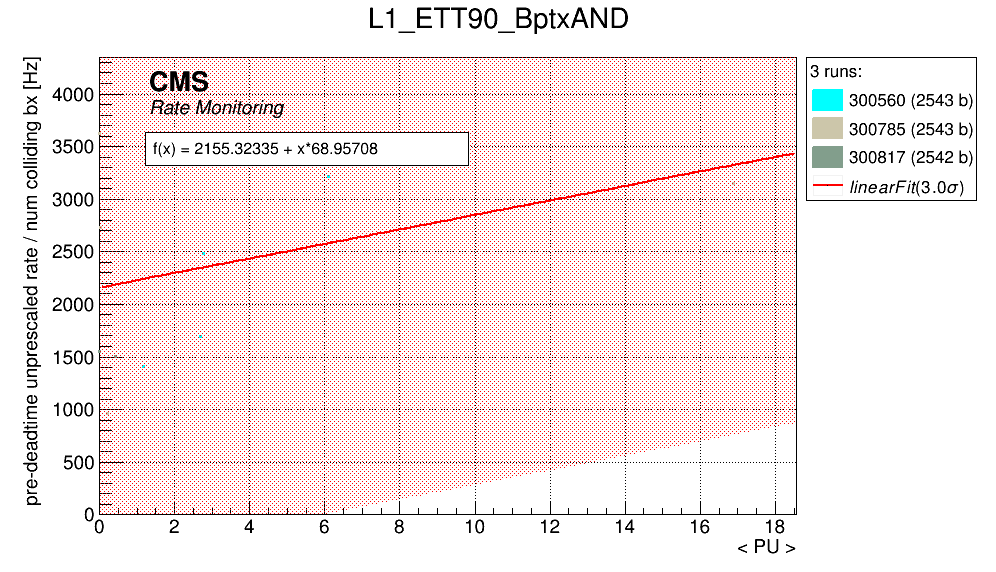 L1_ETT90_BptxAND
pre-deadtime unprescaled rate / num colliding bx [Hz]
CMS
Rate Monitoring
f(x) = 2155.32335 + x*68.95708
4000
3500
3000
2500
2000
1500
1000
500
0
0 2 4 6 8 10 12 14 16 18
< PU >
3 runs:
300560 (2543 b)
300785 (2543 b)
300817 (2542 b)
linearFit(3.0σ)